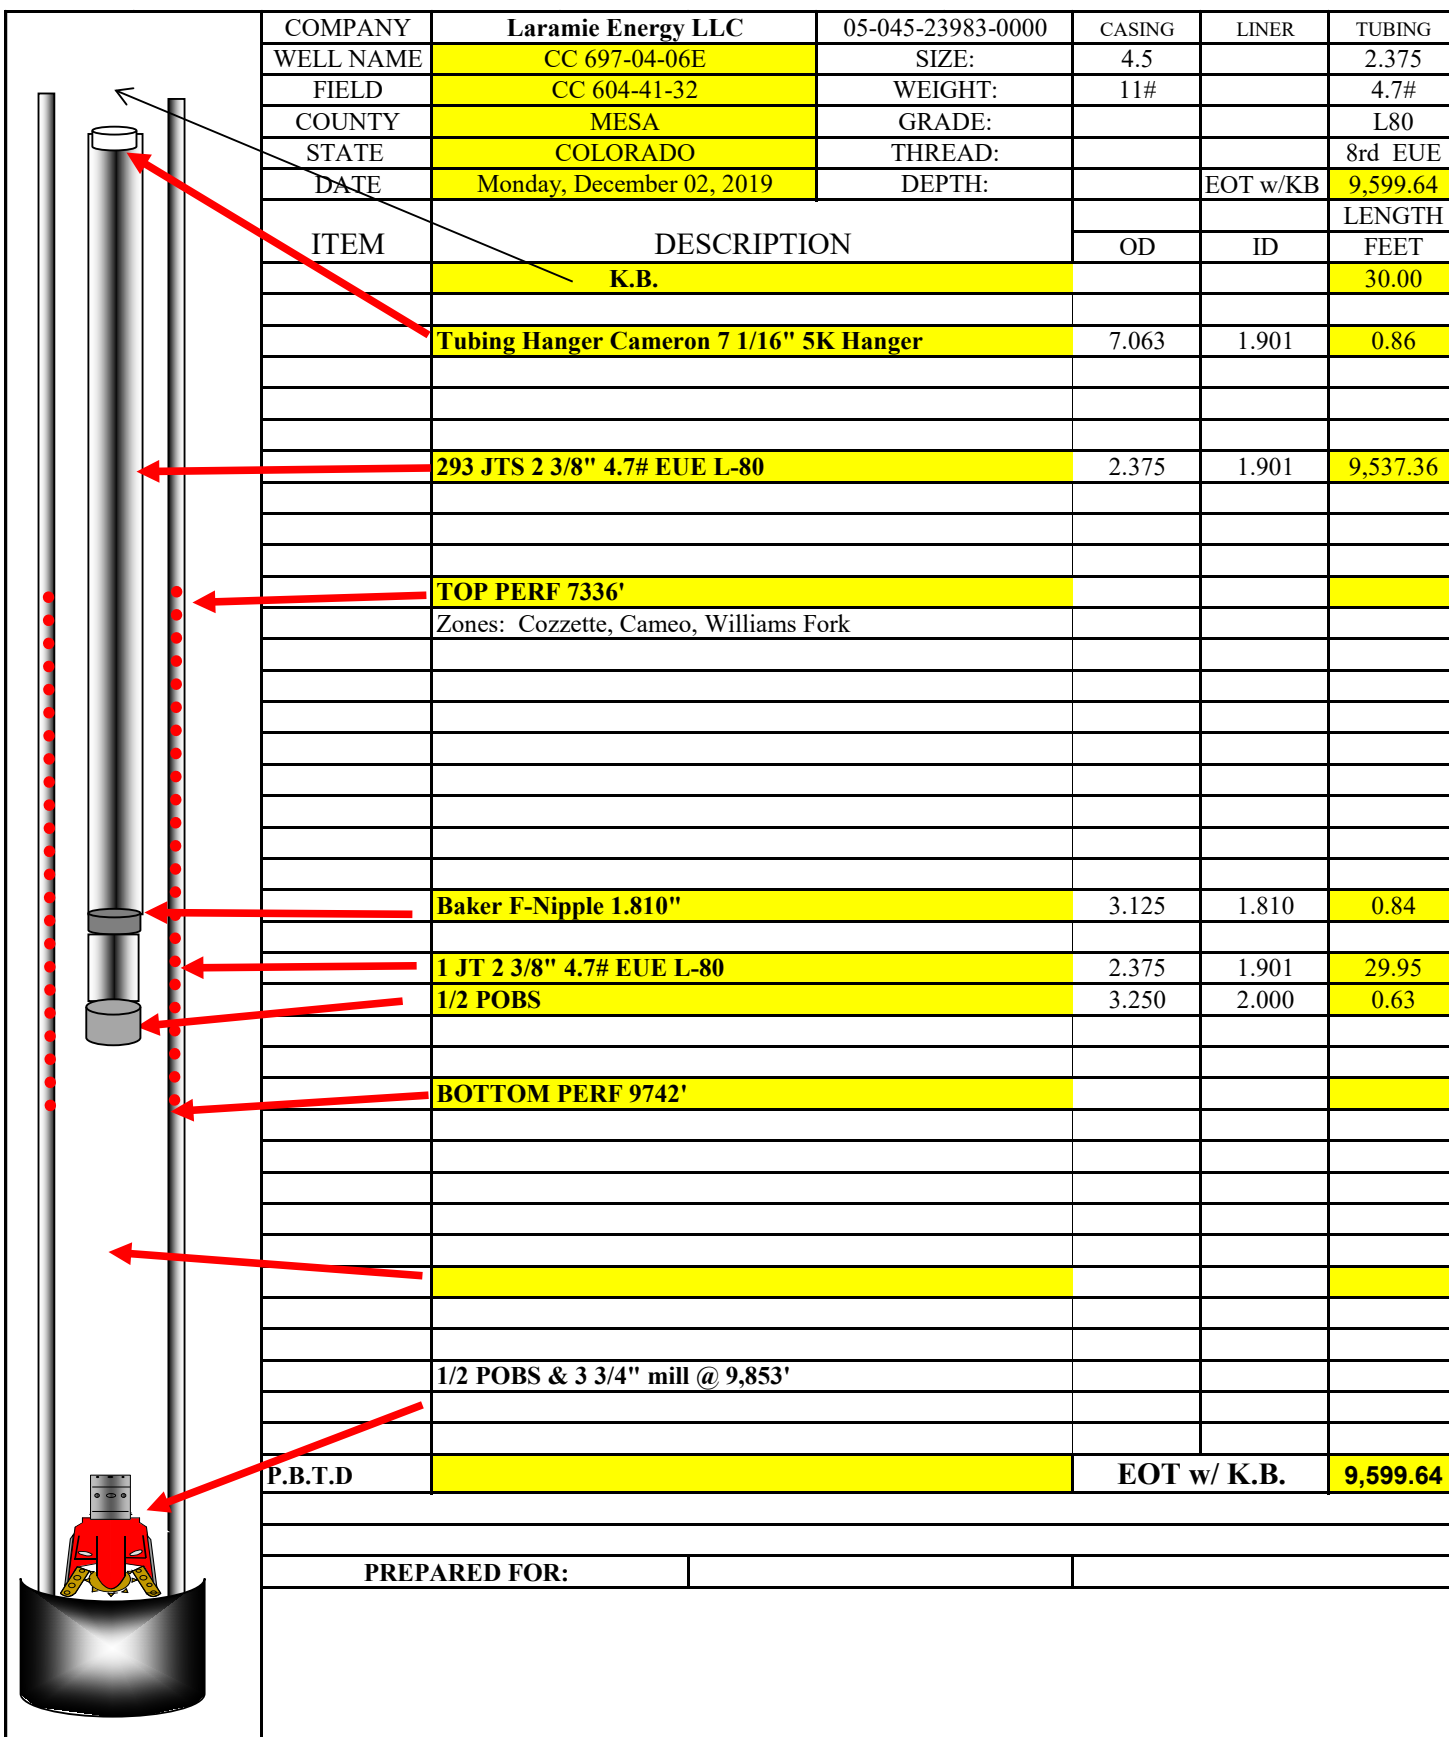 COMPANY Laramie Energy LLC 05-045-23983-0000 CASING LINER TUBING
WELL NAME CC 697-04-06E SIZE: 4.5 2.375
FIELD CC 604-41-32 WEIGHT: 11# 4.7#
COUNTY MESA GRADE: L80
STATE COLORADO THREAD: 8rd EUE
DATE Monday, December 02, 2019 DEPTH: EOT w/KB 9,599.64
LENGTH
ITEM DESCRIPTION OD ID FEET
K.B. 30.00
Tubing Hanger Cameron 7 1/16" 5K Hanger 7.063 1.901 0.86
293 JTS 2 3/8" 4.7# EUE L-80 2.375 1.901 9,537.36
TOP PERF 7336'
Zones: Cozzette, Cameo, Williams Fork
Baker F-Nipple 1.810" 3.125 1.810 0.84
1 JT 2 3/8" 4.7# EUE L-80 2.375 1.901 29.95
1/2 POBS 3.250 2.000 0.63
BOTTOM PERF 9742'
1/2 POBS & 3 3/4" mill @ 9,853'
P.B.T.D EOT w/ K.B. 9,599.64
PREPARED FOR: